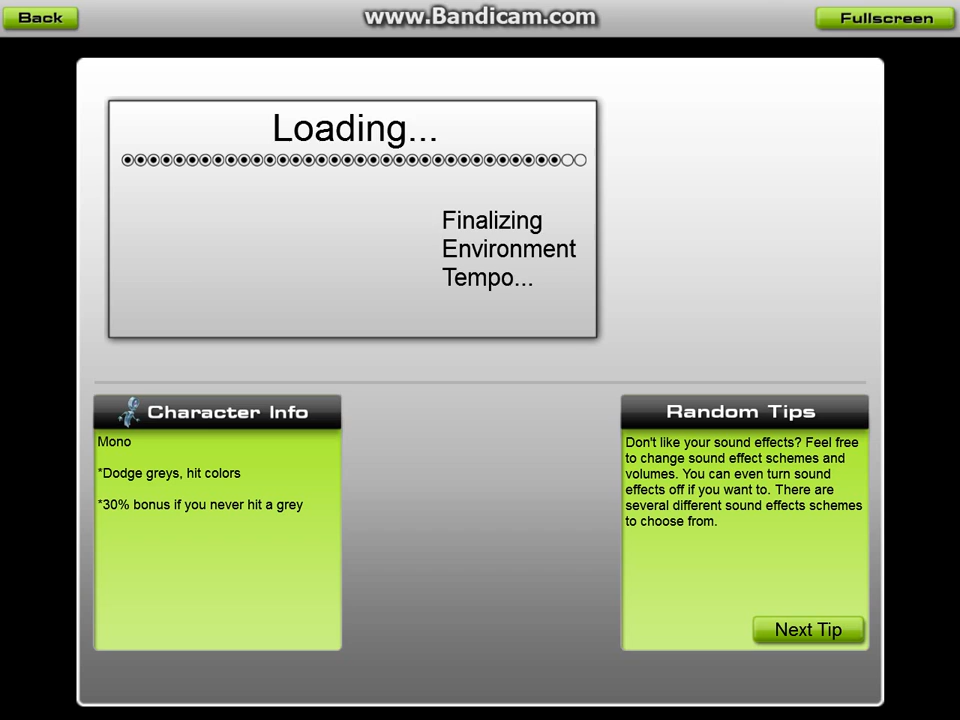 Back
www.Bandicam.com
Fullscreen
Loading...
Finalizing
Environment
Tempo...
Character Info
Mono
*Dodge greys, hit colors
*30% bonus if you never hit a grey
Random Tips
Don't like your sound effects? Feel free
to change sound effect schemes and
volumes. You can even turn sound
effects off if you want to. There are
several different sound effects schemes
to choose from.
Next Tip